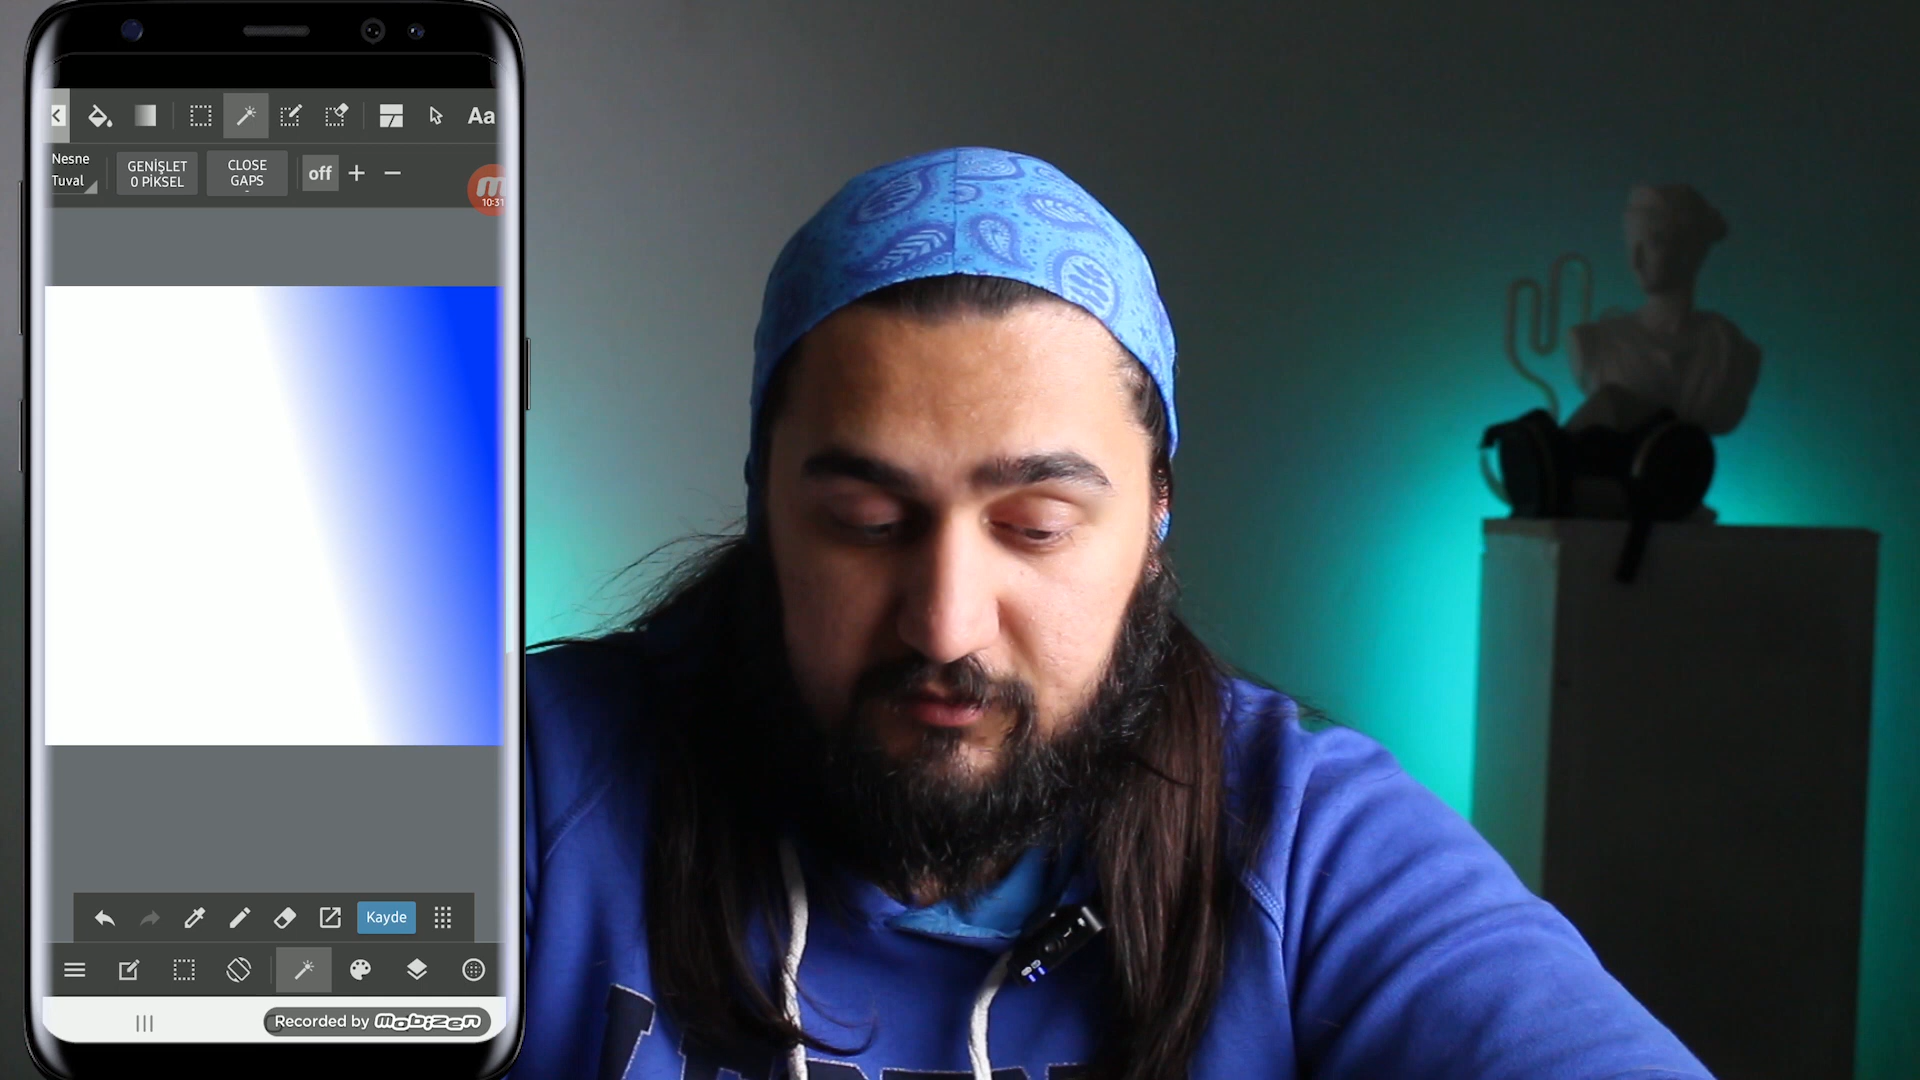 Aa
Nesne
Tuval
GENİŞLET
0 PİKSEL
CLOSE
GAPS
-
off
+
−
m
10:31
Kayde
Recorded by mobizen